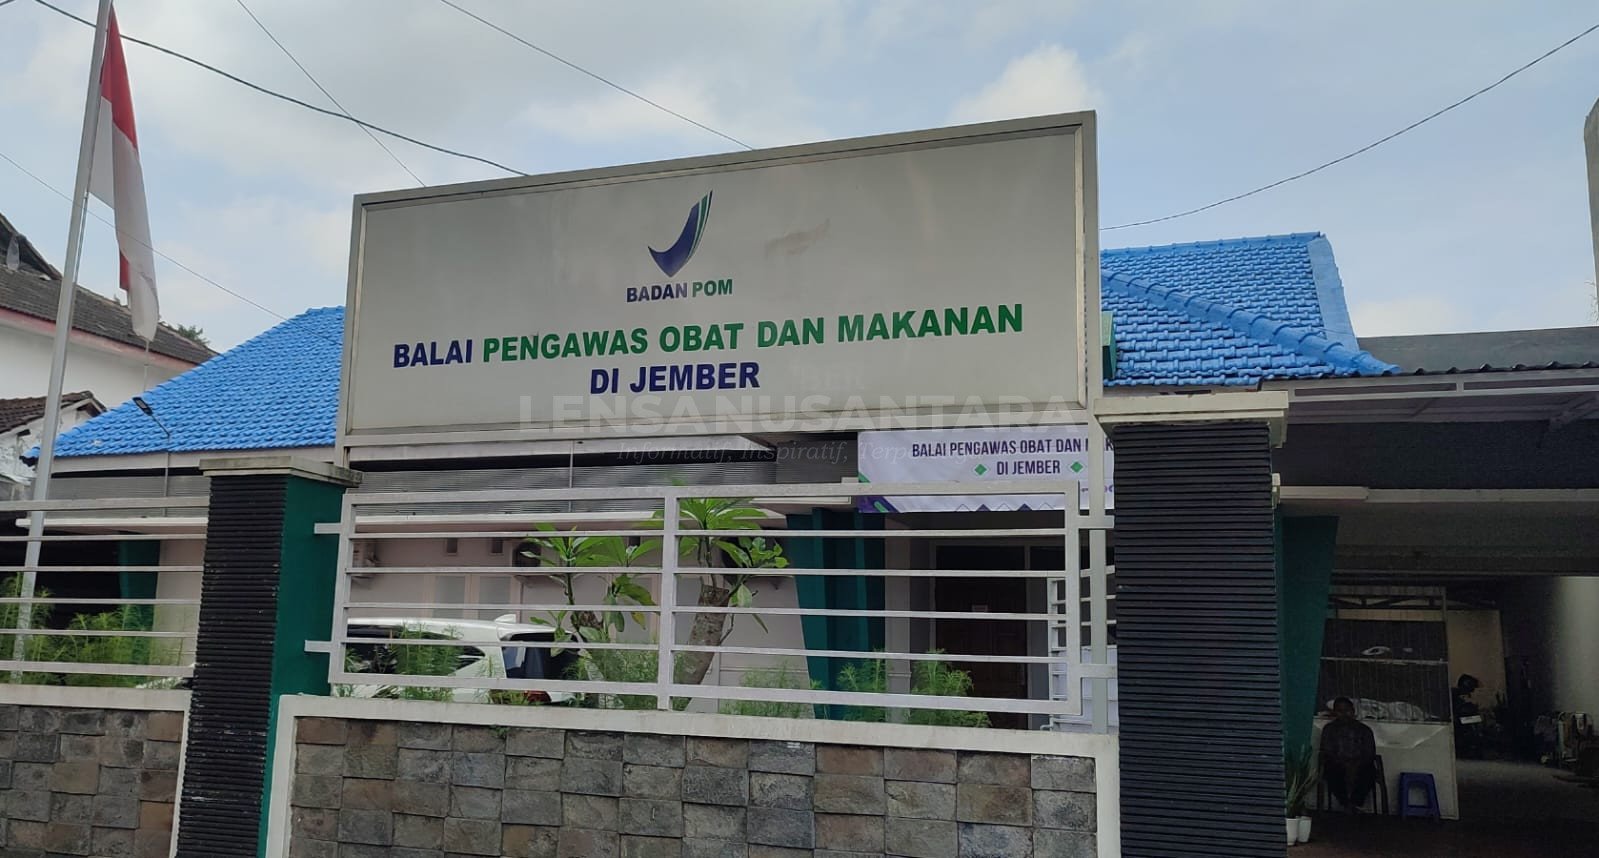 BADAN POM
BALAI PENGAWAS OBAT DAN MAKANAN
DI JEMBER
LENSANUSANTARA
Informatif, Inspiratif,
BALAI PENGAWAS OBAT DAN
DI JEMBER